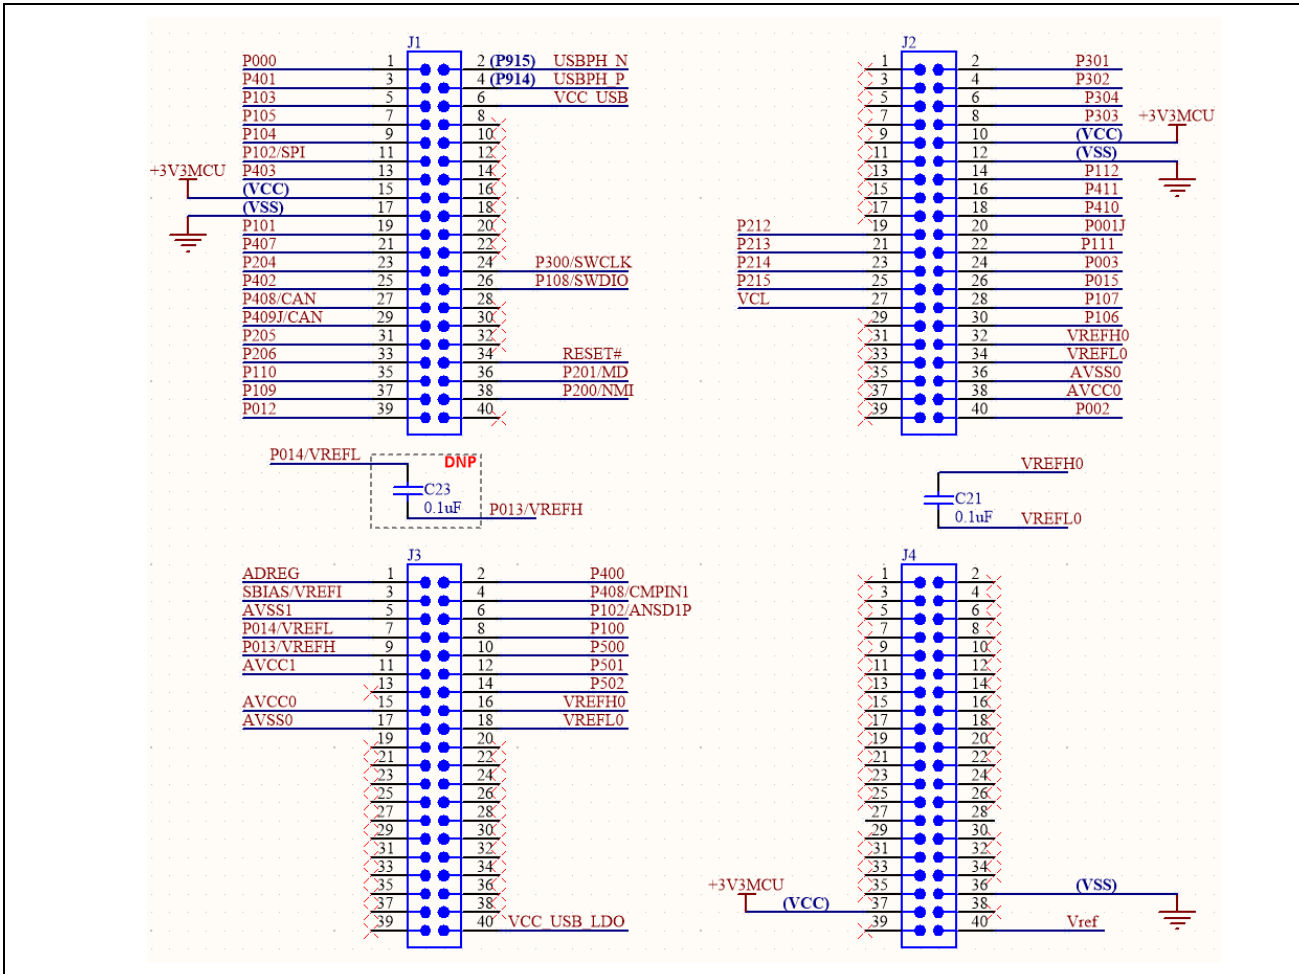 J1
P000 1 2 (P915) USBPH_N
P401 3 4 (P914) USBPH_P
P103 5 6 VCC_USB
P105 7 8
P104 9 10
P102/SPI 11 12
P403 13 14
+3V3MCU (VCC) 15 16
(VSS) 17 18
P101 19 20
P407 21 22
P204 23 24 P300/SWCLK
P402 25 26 P108/SWDIO
P408/CAN 27 28
P409J/CAN 29 30
P205 31 32
P206 33 34 RESET#
P110 35 36 P201/MD
P109 37 38 P200/NMI
P012 39 40
J2
1 2 P301
3 4 P302
5 6 P304
7 8 P303
9 10 (VCC) +3V3MCU
11 12 (VSS)
13 14 P112
15 16 P411
17 18 P410
P212 19 20 P001J
P213 21 22 P111
P214 23 24 P003
P215 25 26 P015
VCL 27 28 P107
29 30 P106
31 32 VREFH0
33 34 VREFL0
35 36 AVSS0
37 38 AVCC0
39 40 P002
P014/VREFL
DNP
C23
0.1uF
P013/VREFH
VREFH0
C21
0.1uF
VREFL0
J3
ADREG 1 2 P400
SBIAS/VREFI 3 4 P408/CMPIN1
AVSS1 5 6 P102/ANSD1P
P014/VREFL 7 8 P100
P013/VREFH 9 10 P500
AVCC1 11 12 P501
13 14 P502
AVCC0 15 16 VREFH0
AVSS0 17 18 VREFL0
19 20
21 22
23 24
25 26
27 28
29 30
31 32
33 34
35 36
37 38
39 40 VCC_USB_LDO
J4
1 2
3 4
5 6
7 8
9 10
11 12
13 14
15 16
17 18
19 20
21 22
23 24
25 26
27 28
29 30
31 32
33 34
35 36 (VSS)
+3V3MCU (VCC) 37 38
39 40 Vref